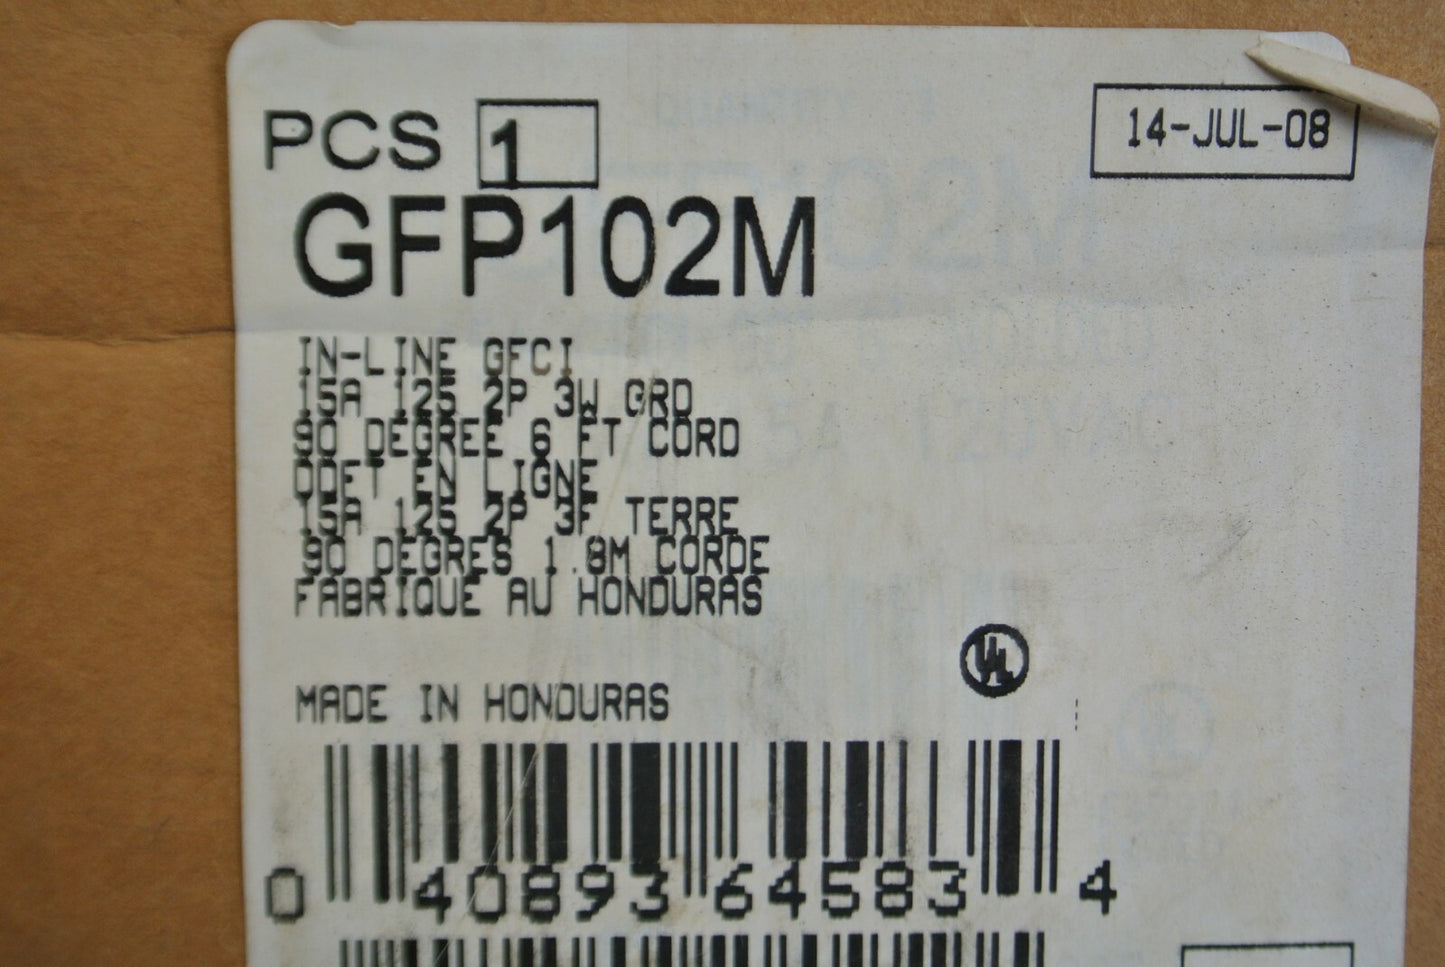 PCS 1
14-JUL-08
GFP102M
IN-LINE GFCI
15A 125 2P 3W GRD
90 DEGREE 6 FT CORD
DDFT EN LIGNE
15A 125 2P 3F TERRE
90 DEGRES 1.8M CORDE
FABRIQUE AU HONDURAS
UL
MADE IN HONDURAS
0 40893 64583 4